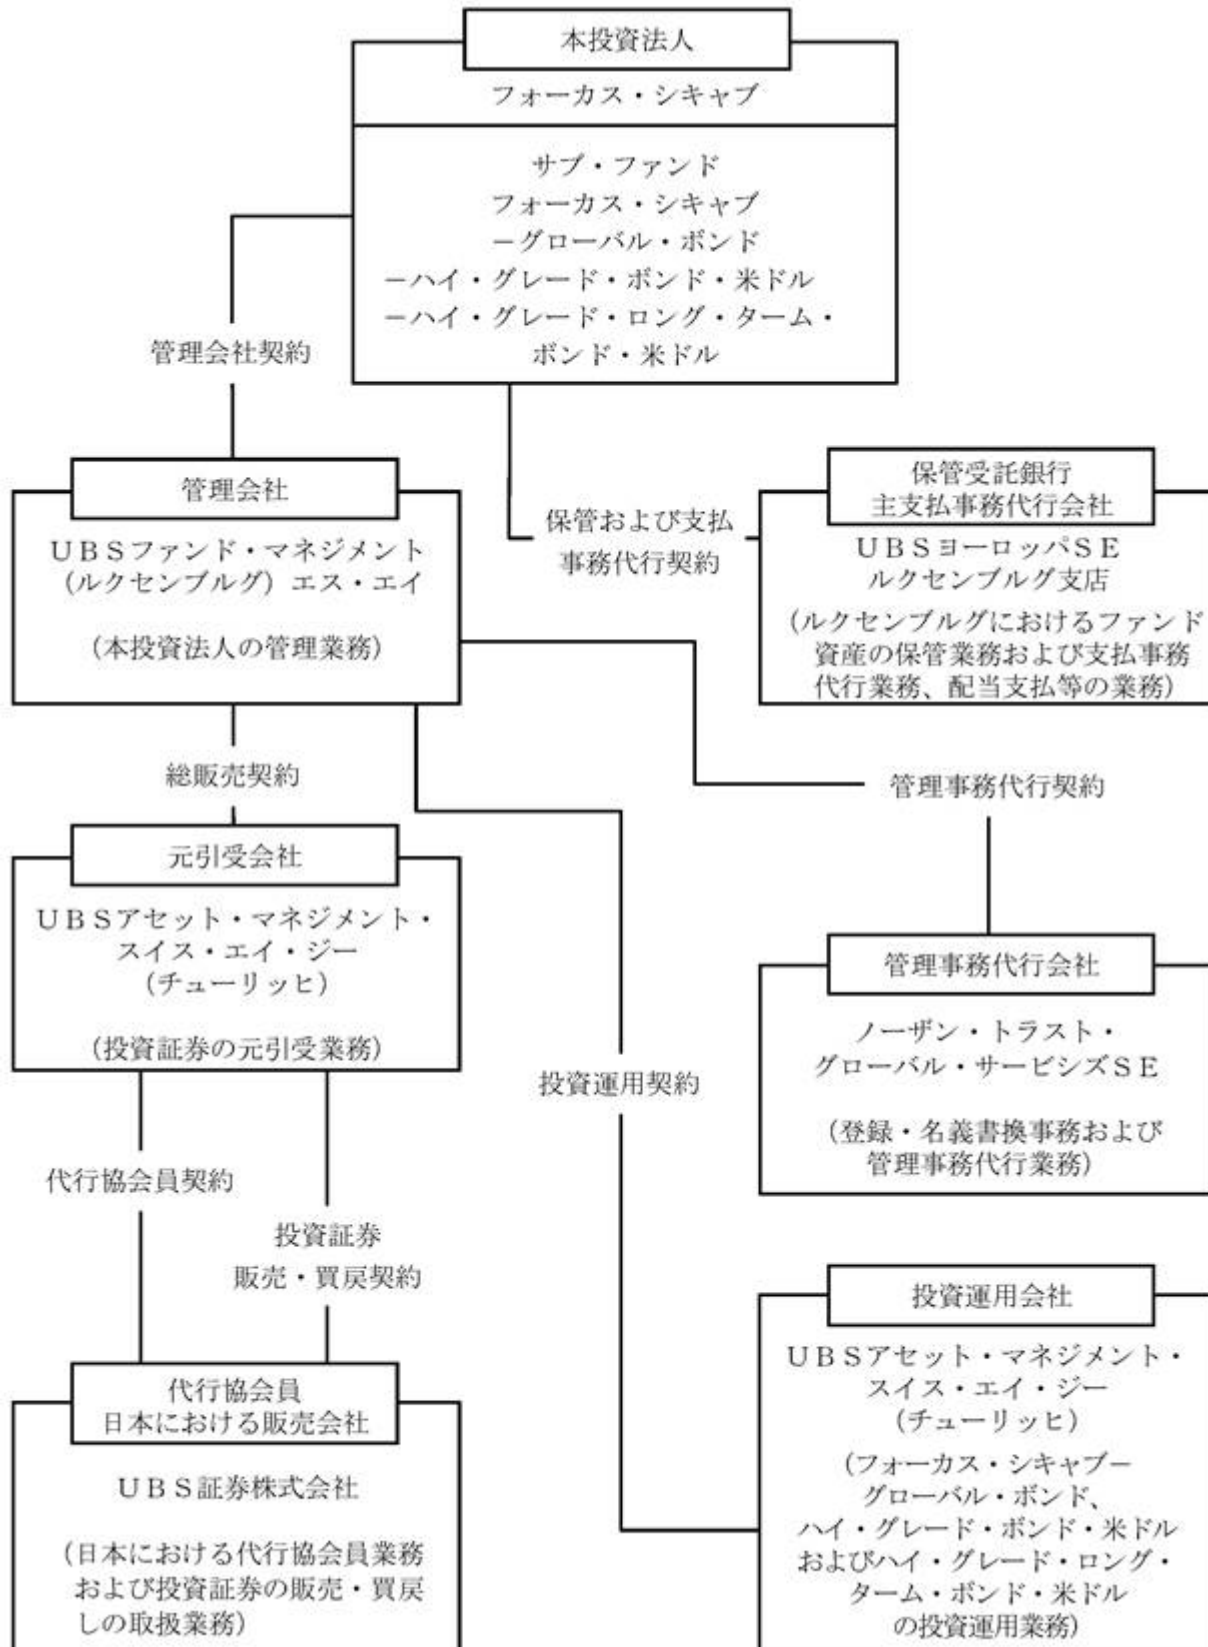 本投資法人
フォーカス・シキャブ
サブ・ファンド
フォーカス・シキャブ
－グローバル・ボンド
－ハイ・グレード・ボンド・米ドル
－ハイ・グレード・ロング・ターム・
ボンド・米ドル
管理会社契約
管理会社
ＵＢＳファンド・マネジメント
（ルクセンブルグ）エス・エイ
（本投資法人の管理業務）
保管および支払
事務代行契約
保管受託銀行
主支払事務代行会社
ＵＢＳヨーロッパＳＥ
ルクセンブルグ支店
（ルクセンブルグにおけるファンド
資産の保管業務および支払事務
代行業務、配当支払等の業務）
総販売契約
管理事務代行契約
元引受会社
ＵＢＳアセット・マネジメント・
スイス・エイ・ジー
（チューリッヒ）
（投資証券の元引受業務）
管理事務代行会社
ノーザン・トラスト・
グローバル・サービシズＳＥ
（登録・名義書換事務および
管理事務代行業務）
投資運用契約
代行協会員契約
投資証券
販売・買戻契約
代行協会員
日本における販売会社
ＵＢＳ証券株式会社
（日本における代行協会員業務
および投資証券の販売・買戻
しの取扱業務）
投資運用会社
ＵＢＳアセット・マネジメント・
スイス・エイ・ジー
（チューリッヒ）
（フォーカス・シキャブ－
グローバル・ボンド、
ハイ・グレード・ボンド・米ドル
およびハイ・グレード・ロング・
ターム・ボンド・米ドル
の投資運用業務）